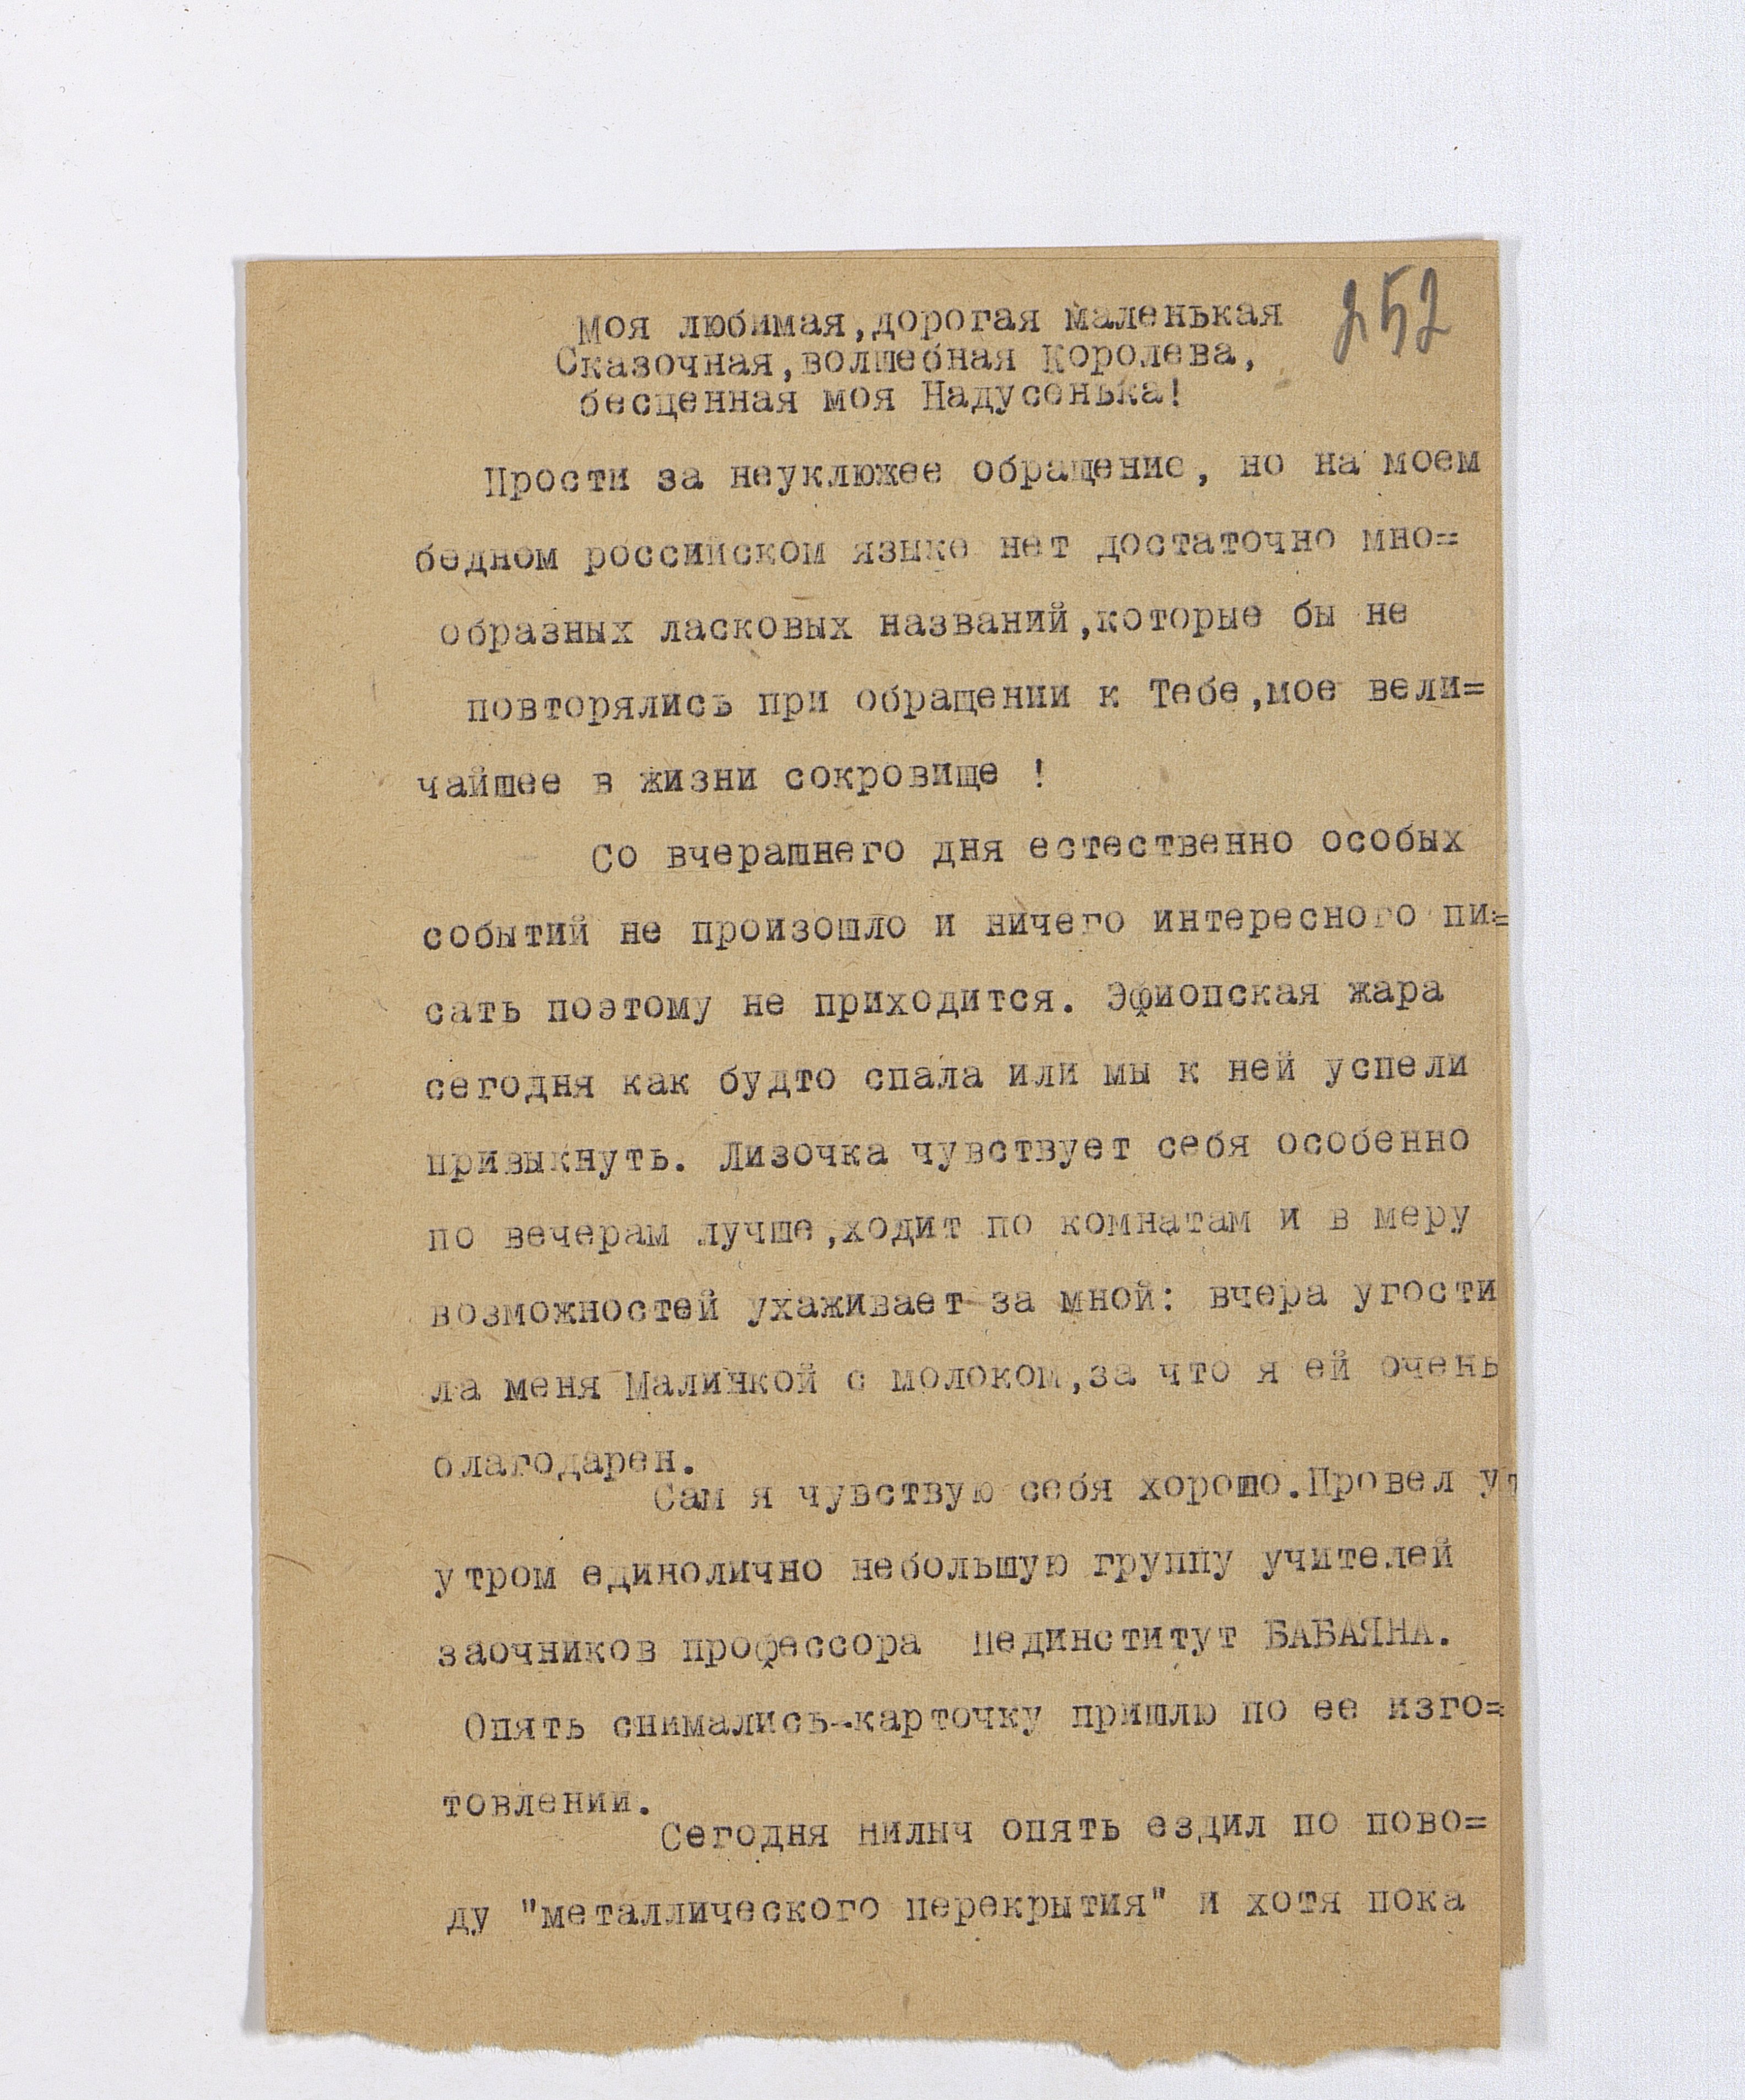 252
Моя любимая,дорогая маленькая
Сказочная,волшебная Королева,
бесценная моя Надусенька!
Прости за неуклюжее обращение, но на моем
бедном российском языке нет достаточно мно=
образных ласковых названий,которые бы не
повторялись при обращении к Тебе,мое вели=
чайшее в жизни сокровище !
Со вчерашнего дня естественно особых
событий не произошло и ничего интересного пи=
сать поэтому не приходится. Эфиопская жара
сегодня как будто спала или мы к ней успели
привыкнуть. Лизочка чувствует себя особенно
по вечерам лучше,ходит по комнатам и в меру
возможностей ухаживает за мной: вчера угости
ла меня Малинкой с молоком,за что я ей очень
благодарен.
Сам я чувствую себя хорошо.Провел ут
утром единолично небольшую группу учителей
заочников профессора Пединститут БАБАЯНА.
Опять снимались-карточку пришлю по ее изго=
товлении.
Сегодня Нилыч опять ездил по пово=
ду "металлического перекрытия" и хотя пока